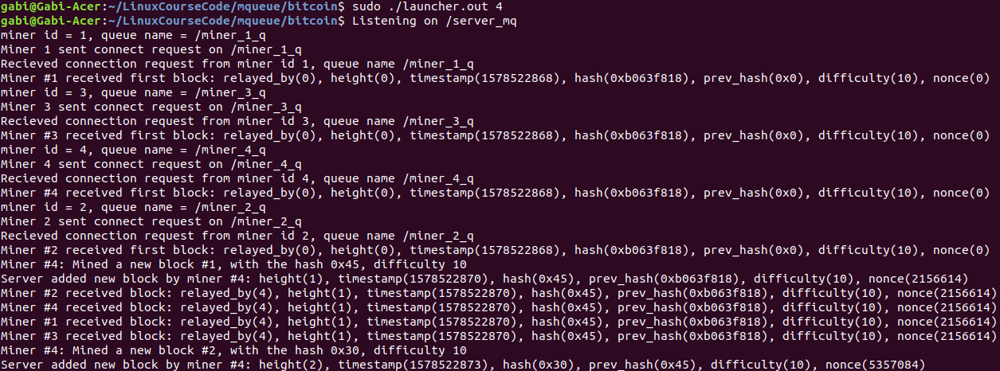 gabi@Gabi-Acer:~/LinuxCourseCode/mqueue/bitcoin$ sudo ./launcher.out 4
gabi@Gabi-Acer:~/LinuxCourseCode/mqueue/bitcoin$ Listening on /server_mq
miner id = 1, queue name = /miner_1_q
Miner 1 sent connect request on /miner_1_q
Recieved connection request from miner id 1, queue name /miner_1_q
Miner #1 received first block: relayed_by(0), height(0), timestamp(1578522868), hash(0xb063f818), prev_hash(0x0), difficulty(10), nonce(0)
miner id = 3, queue name = /miner_3_q
Miner 3 sent connect request on /miner_3_q
Recieved connection request from miner id 3, queue name /miner_3_q
Miner #3 received first block: relayed_by(0), height(0), timestamp(1578522868), hash(0xb063f818), prev_hash(0x0), difficulty(10), nonce(0)
miner id = 4, queue name = /miner_4_q
Miner 4 sent connect request on /miner_4_q
Recieved connection request from miner id 4, queue name /miner_4_q
Miner #4 received first block: relayed_by(0), height(0), timestamp(1578522868), hash(0xb063f818), prev_hash(0x0), difficulty(10), nonce(0)
miner id = 2, queue name = /miner_2_q
Miner 2 sent connect request on /miner_2_q
Recieved connection request from miner id 2, queue name /miner_2_q
Miner #2 received first block: relayed_by(0), height(0), timestamp(1578522868), hash(0xb063f818), prev_hash(0x0), difficulty(10), nonce(0)
Miner #4: Mined a new block #1, with the hash 0x45, difficulty 10
Server added new block by miner #4: height(1), timestamp(1578522870), hash(0x45), prev_hash(0xb063f818), difficulty(10), nonce(2156614)
Miner #2 received block: relayed_by(4), height(1), timestamp(1578522870), hash(0x45), prev_hash(0xb063f818), difficulty(10), nonce(2156614)
Miner #4 received block: relayed_by(4), height(1), timestamp(1578522870), hash(0x45), prev_hash(0xb063f818), difficulty(10), nonce(2156614)
Miner #1 received block: relayed_by(4), height(1), timestamp(1578522870), hash(0x45), prev_hash(0xb063f818), difficulty(10), nonce(2156614)
Miner #3 received block: relayed_by(4), height(1), timestamp(1578522870), hash(0x45), prev_hash(0xb063f818), difficulty(10), nonce(2156614)
Miner #4: Mined a new block #2, with the hash 0x30, difficulty 10
Server added new block by miner #4: height(2), timestamp(1578522873), hash(0x30), prev_hash(0x45), difficulty(10), nonce(5357084)